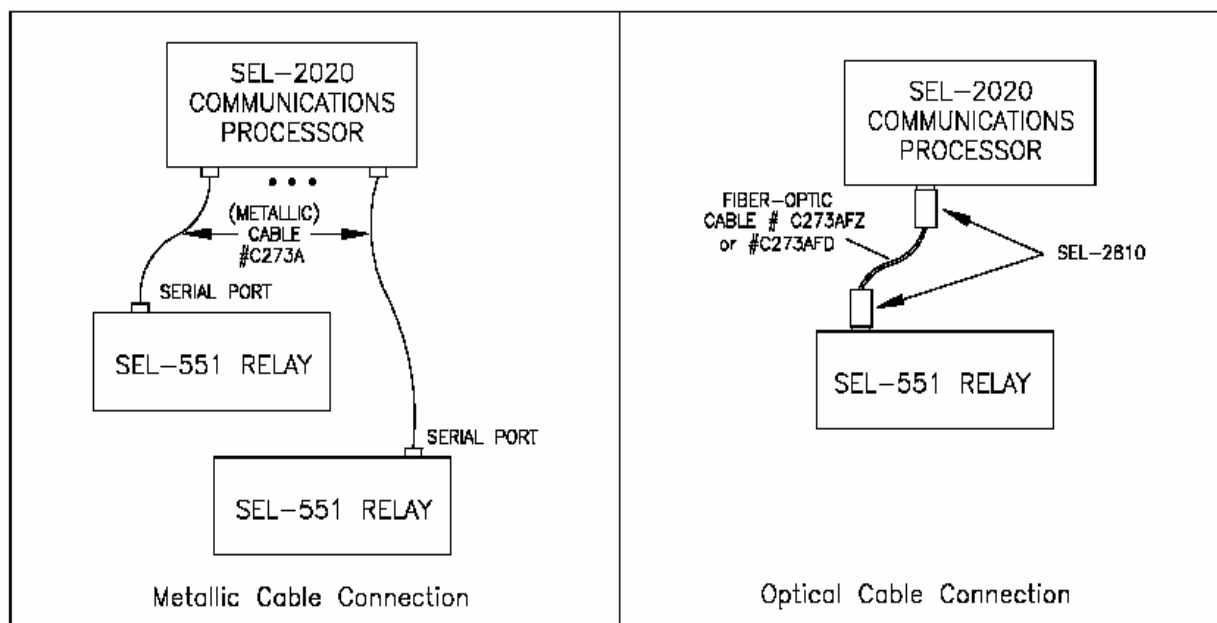 SEL-2020
COMMUNICATIONS
PROCESSOR
(METALLIC)
CABLE
#C273A
SERIAL PORT
SEL-551 RELAY
SERIAL PORT
SEL-551 RELAY
Metallic Cable Connection
SEL-2020
COMMUNICATIONS
PROCESSOR
FIBER-OPTIC
CABLE # C273AFZ
or #C273AFD
SEL-2810
SEL-551 RELAY
Optical Cable Connection